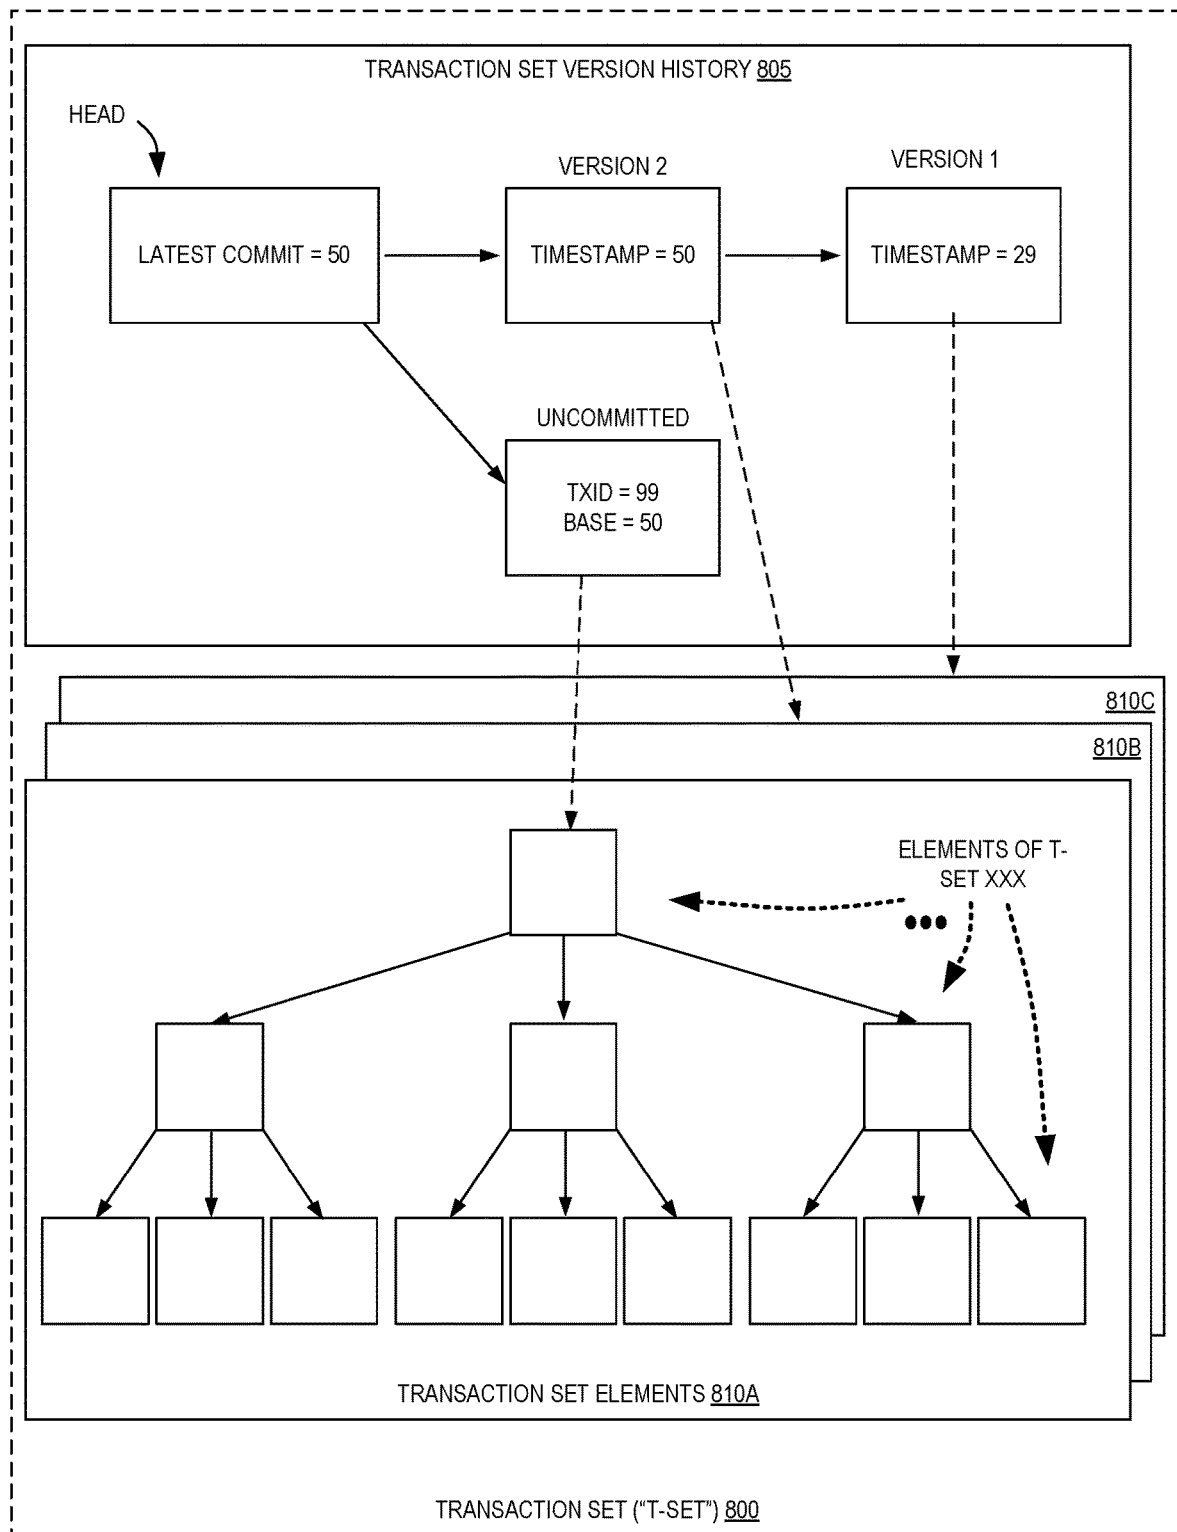 TRANSACTION SET VERSION HISTORY 805
HEAD
VERSION 2
VERSION 1
LATEST COMMIT = 50
TIMESTAMP = 50
TIMESTAMP = 29
UNCOMMITTED
TXID = 99
BASE = 50
810C
810B
ELEMENTS OF T-
SET XXX
TRANSACTION SET ELEMENTS 810A
TRANSACTION SET (“T-SET”) 800